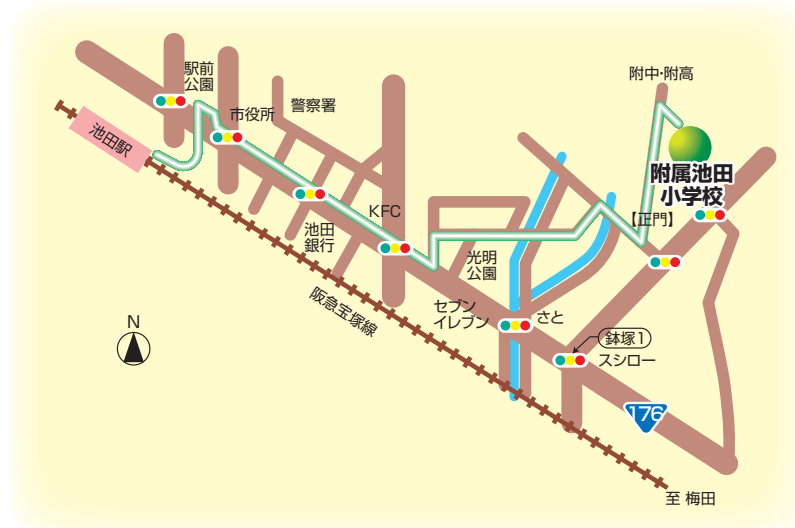 駅前
公園
市役所
警察署
附中・附高
池田駅
附属池田
小学校
【正門】
KFC
池田
銀行
光明
公園
阪急宝塚線
セブン
イレブン
さと
N
鉢塚1
スシロー
176
至 梅田